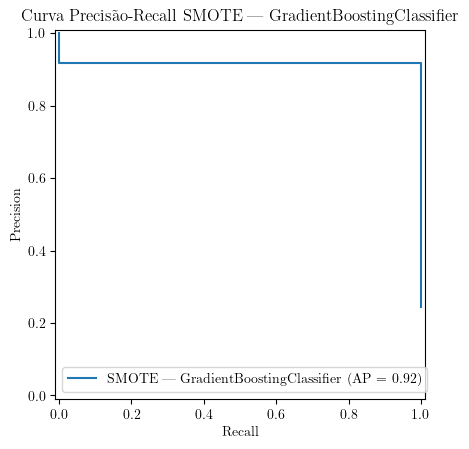 Curva Precisão-Recall SMOTE — GradientBoostingClassifier
1.0
0.8
0.6
0.4
0.2
0.0
Precision
SMOTE — GradientBoostingClassifier (AP = 0.92)
0.0 0.2 0.4 0.6 0.8 1.0
Recall